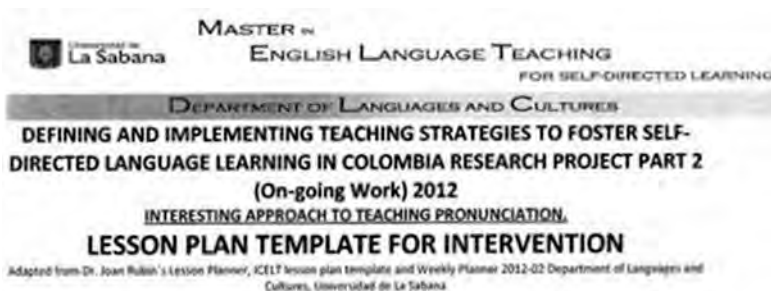 Universidad de
La Sabana
MASTER IN
ENGLISH LANGUAGE TEACHING
FOR SELF-DIRECTED LEARNING
DEPARTMENT OF LANGUAGES AND CULTURES
DEFINING AND IMPLEMENTING TEACHING STRATEGIES TO FOSTER SELF-
DIRECTED LANGUAGE LEARNING IN COLOMBIA RESEARCH PROJECT PART 2
(On-going Work) 2012
INTERESTING APPROACH TO TEACHING PRONUNCIATION.
LESSON PLAN TEMPLATE FOR INTERVENTION
Adapted from Dr. Joan Rubin's Lesson Planner, ICELT lesson plan template and Weekly Planner 2012-02 Department of Languages and
Cultures, Universidad de La Sabana